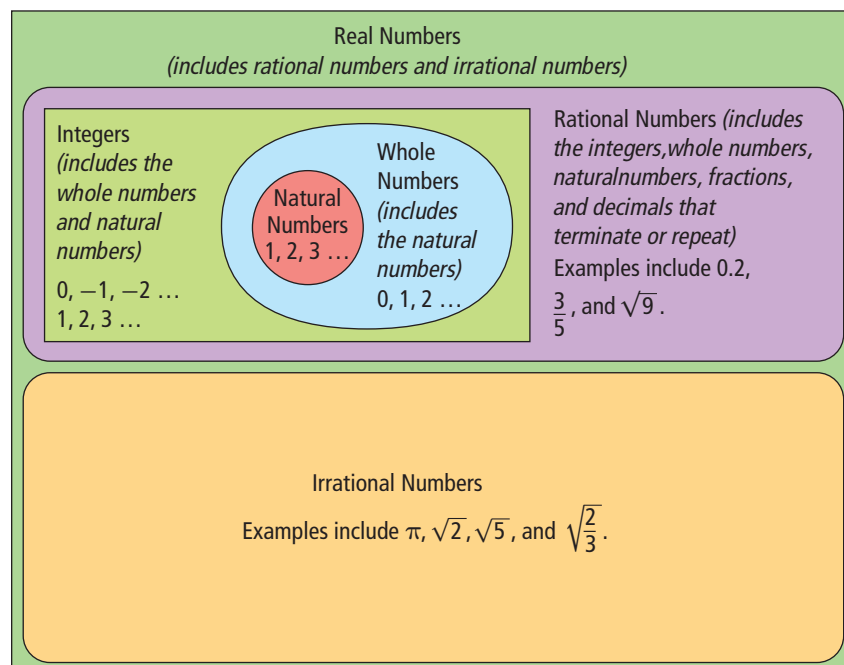 Real Numbers
(includes rational numbers and irrational numbers)
Integers
(includes the
whole numbers
and natural
numbers)
0, −1, −2 ...
1, 2, 3 ...
Natural
Numbers
1, 2, 3 ...
Whole
Numbers
(includes
the natural
numbers)
0, 1, 2 ...
Rational Numbers (includes
the integers,whole numbers,
naturalnumbers, fractions,
and decimals that
terminate or repeat)
Examples include 0.2,
3/5, and √9.
Irrational Numbers
Examples include π, √2, √5, and √(2/3).